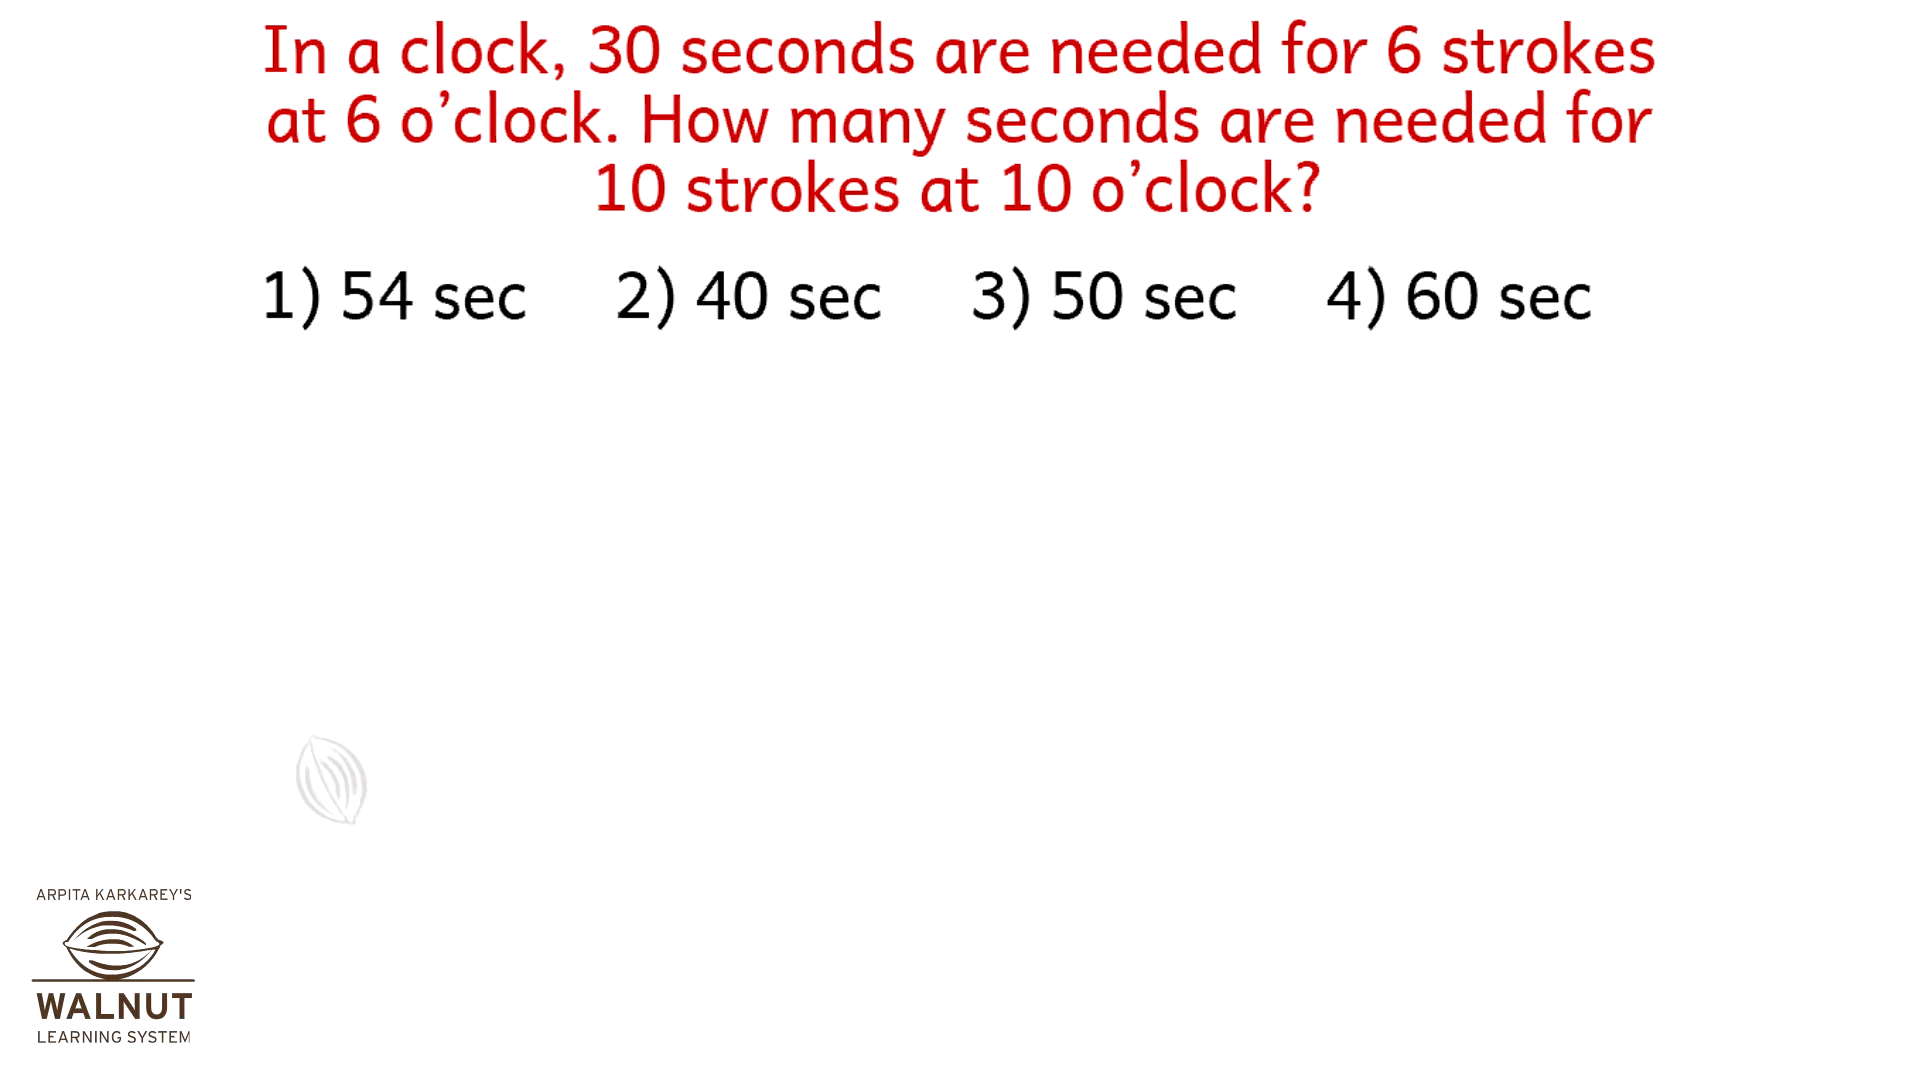 In a clock, 30 seconds are needed for 6 strokes
at 6 o’clock. How many seconds are needed for
10 strokes at 10 o’clock?
1) 54 sec 2) 40 sec 3) 50 sec 4) 60 sec
ARPITA KARKAREY'S
WALNUT
LEARNING SYSTEM